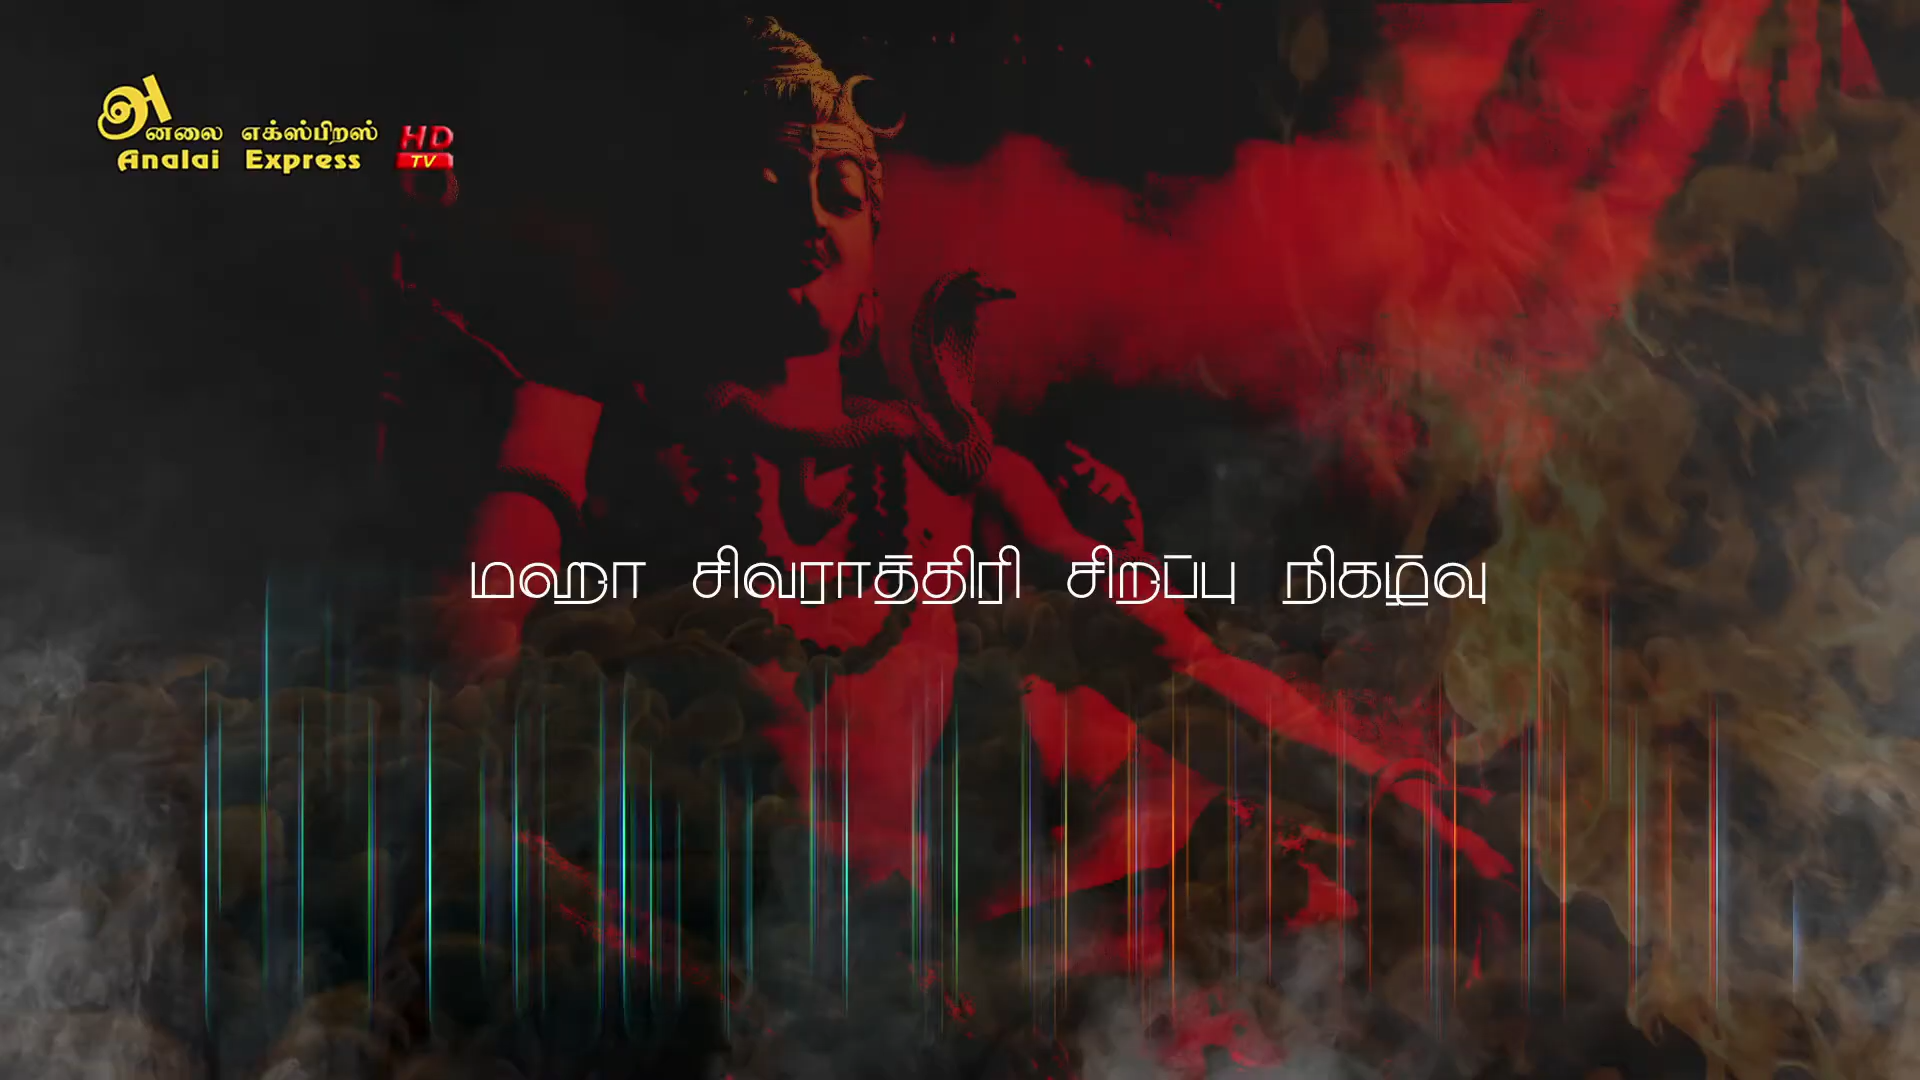 அனலை எக்ஸ்பிறஸ்
Analai Express
HD
TV
மஹா சிவராத்திரி சிறப்பு நிகழ்வு